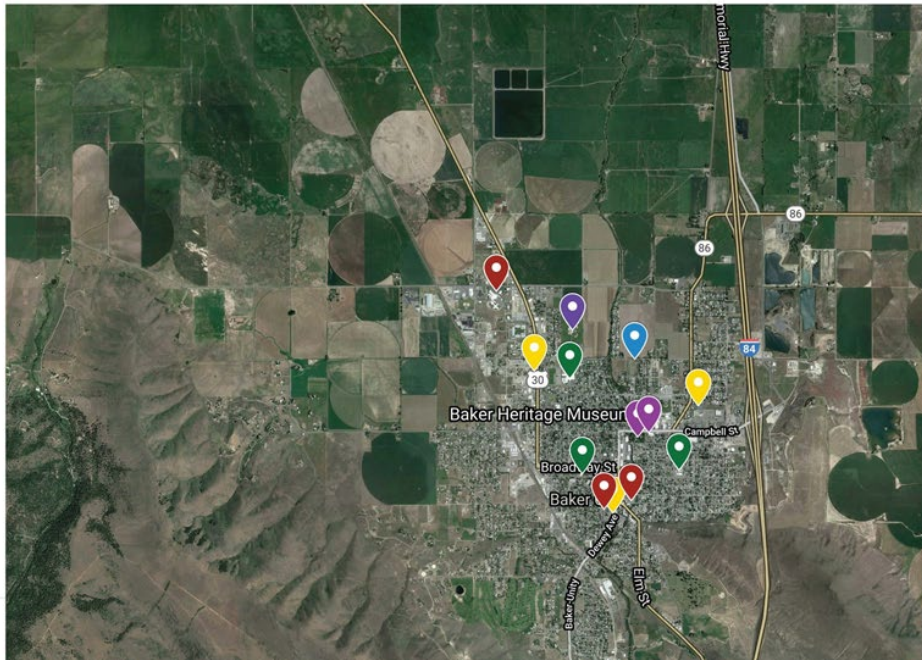 morial Hwy
86
86
84
30
Baker Heritage Museum
Campbell St
Broadway St
Baker
Dewey Ave
Elm St
Baker-Unity